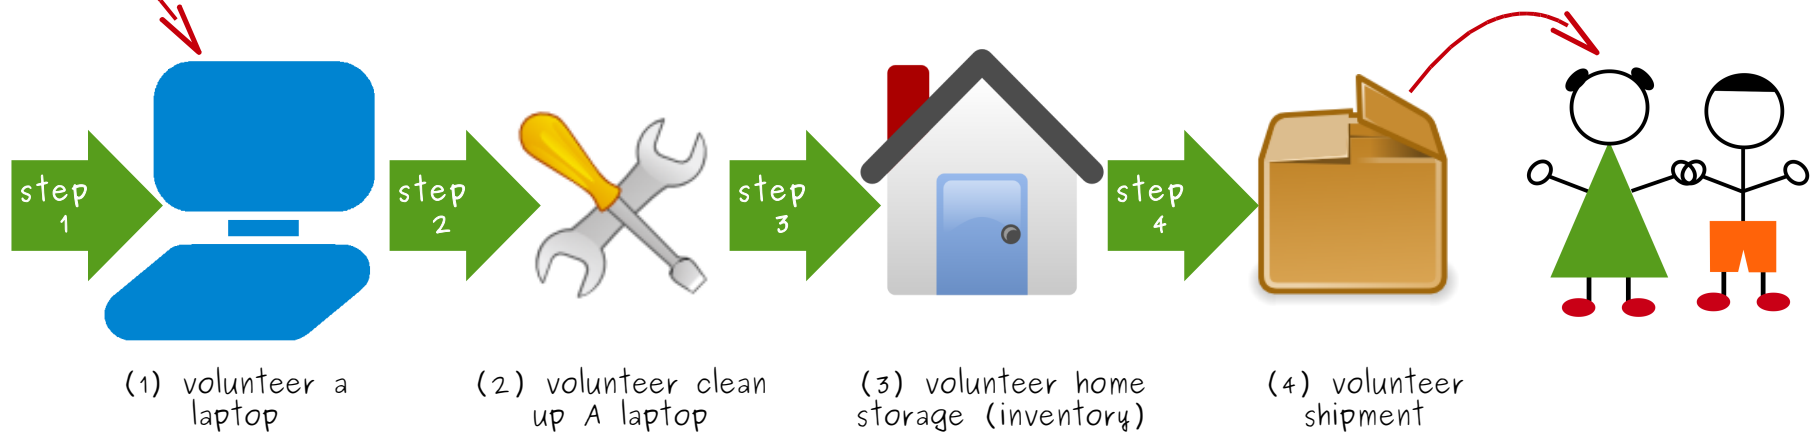 step
1
step
2
step
3
step
4
(1) volunteer a
laptop
(2) volunteer clean
up A laptop
(3) volunteer home
storage (inventory)
(4) volunteer
shipment